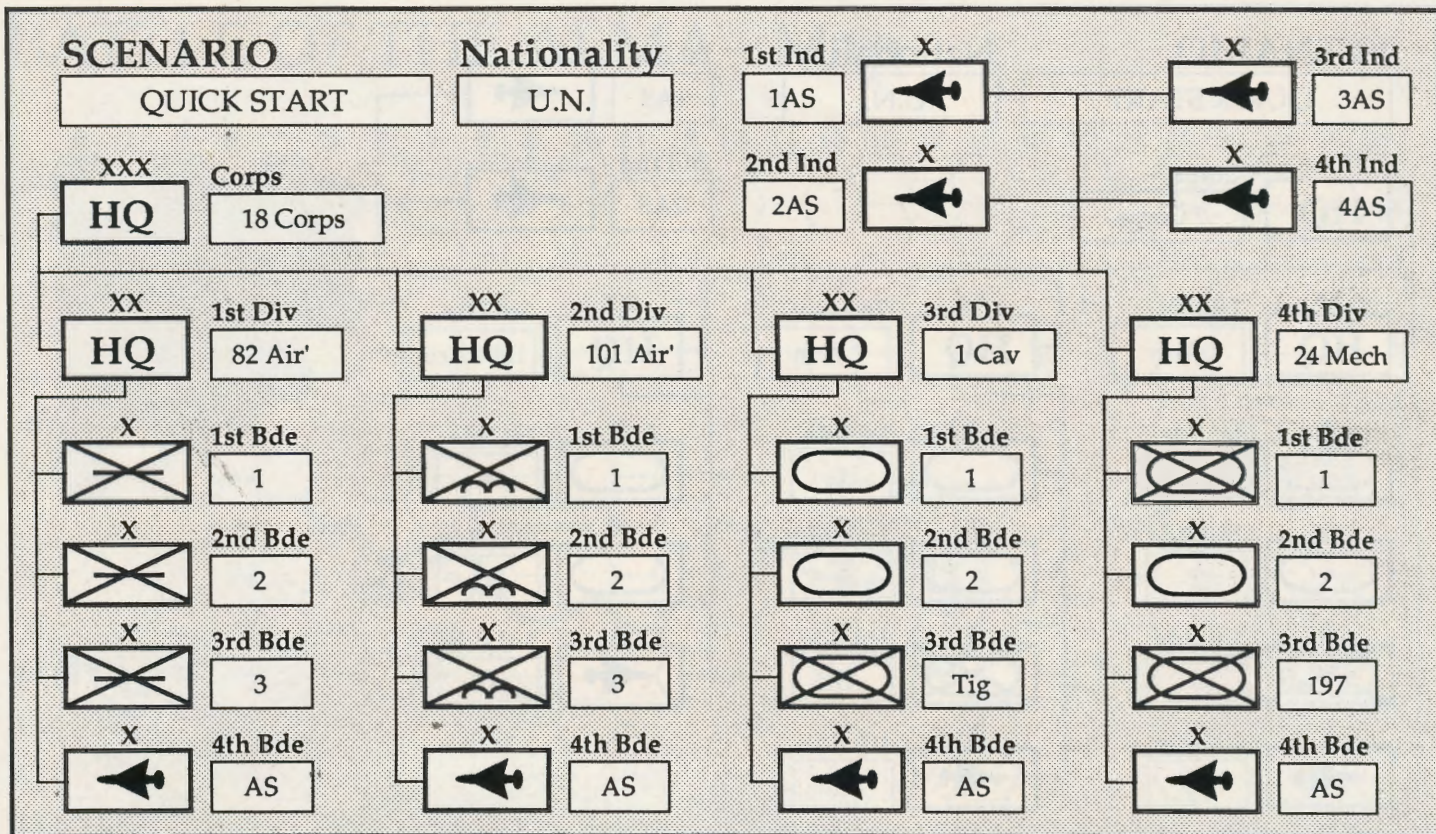 SCENARIO
QUICK START
Nationality
U.N.
1st Ind
1AS
X
X
3rd Ind
3AS
2nd Ind
2AS
X
X
4th Ind
4AS
XXX
HQ
Corps
18 Corps
XX
HQ
1st Div
82 Air'
XX
HQ
2nd Div
101 Air'
XX
HQ
3rd Div
1 Cav
XX
HQ
4th Div
24 Mech
X
1st Bde
1
X
2nd Bde
2
X
3rd Bde
3
X
4th Bde
AS
X
1st Bde
1
X
2nd Bde
2
X
3rd Bde
3
X
4th Bde
AS
X
1st Bde
1
X
2nd Bde
2
X
3rd Bde
Tig
X
4th Bde
AS
X
1st Bde
1
X
2nd Bde
2
X
3rd Bde
197
X
4th Bde
AS